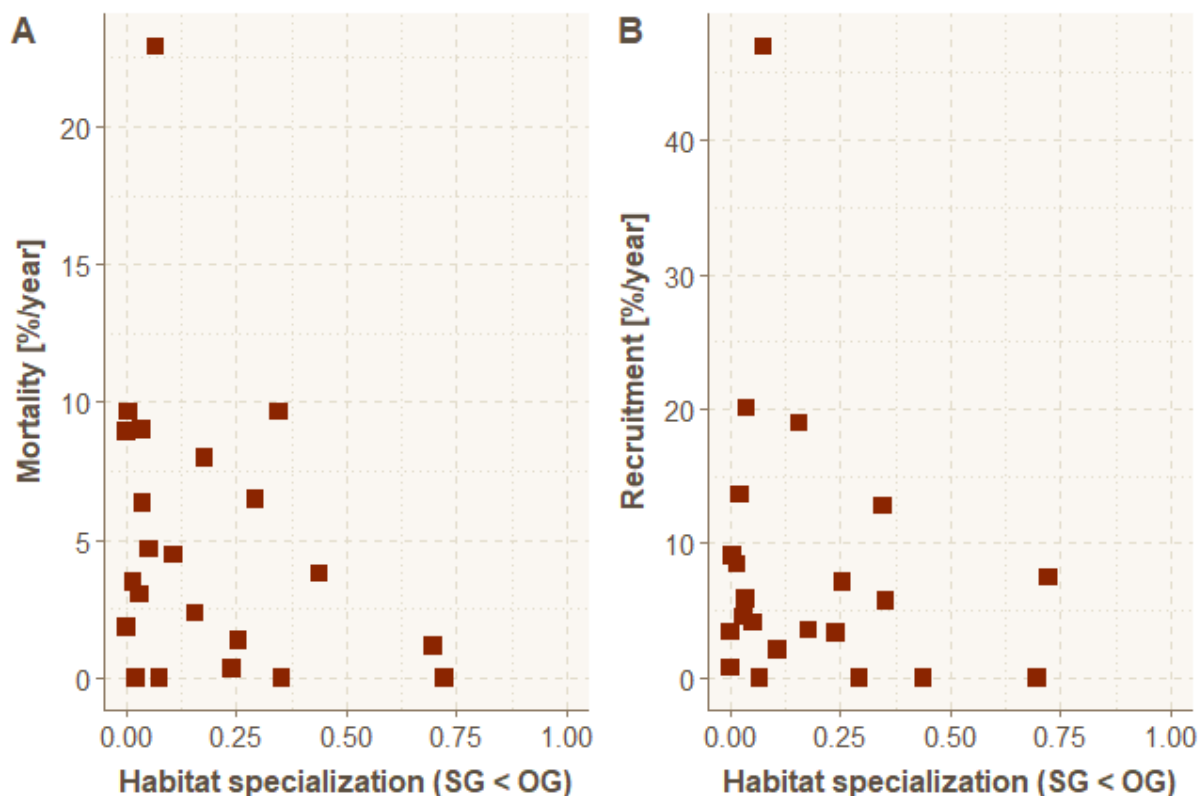 A
Mortality [%/year]
20
15
10
5
0
0.00 0.25 0.50 0.75 1.00
Habitat specialization (SG < OG)
B
Recruitment [%/year]
40
30
20
10
0
0.00 0.25 0.50 0.75 1.00
Habitat specialization (SG < OG)